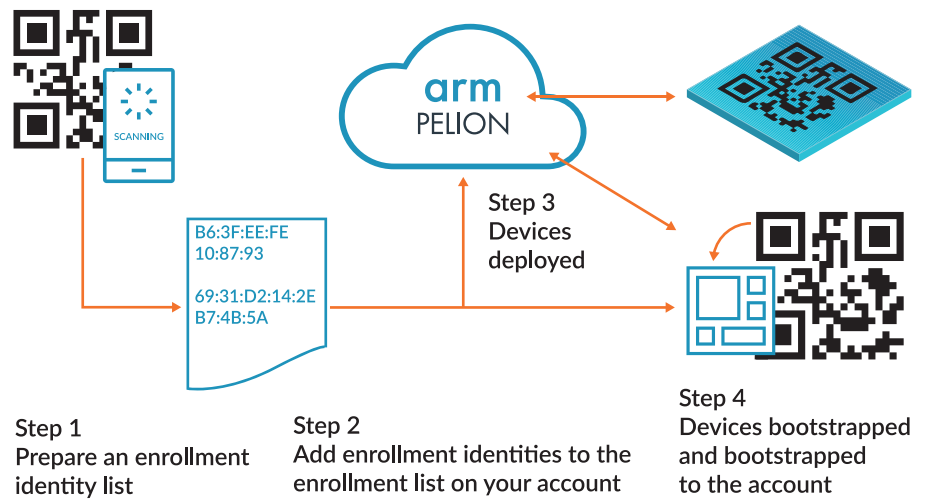 SCANNING
arm
PELION
B6:3F:EE:FE
10:87:93
69:31:D2:14:2E
B7:4B:5A
Step 3
Devices
deployed
Step 1
Prepare an enrollment
identity list
Step 2
Add enrollment identities to the
enrollment list on your account
Step 4
Devices bootstrapped
and bootstrapped
to the account